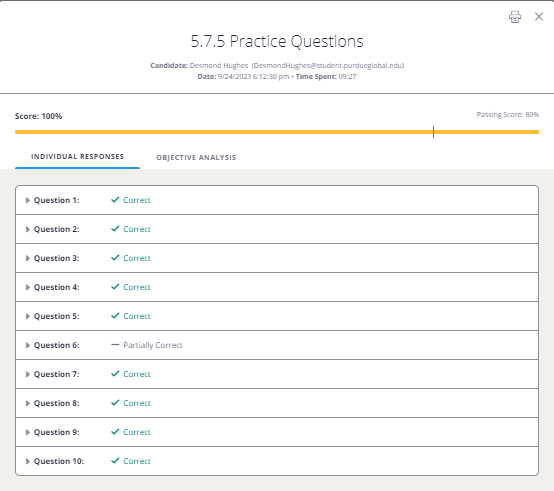 5.7.5 Practice Questions
Candidate: Desmond Hughes (DesmondHughes@student.purdueglobal.edu)
Date: 9/24/2023 6:12:30 pm • Time Spent: 09:27
Score: 100%
Passing Score: 80%
INDIVIDUAL RESPONSES
OBJECTIVE ANALYSIS
Question 1: Correct
Question 2: Correct
Question 3: Correct
Question 4: Correct
Question 5: Correct
Question 6: Partially Correct
Question 7: Correct
Question 8: Correct
Question 9: Correct
Question 10: Correct